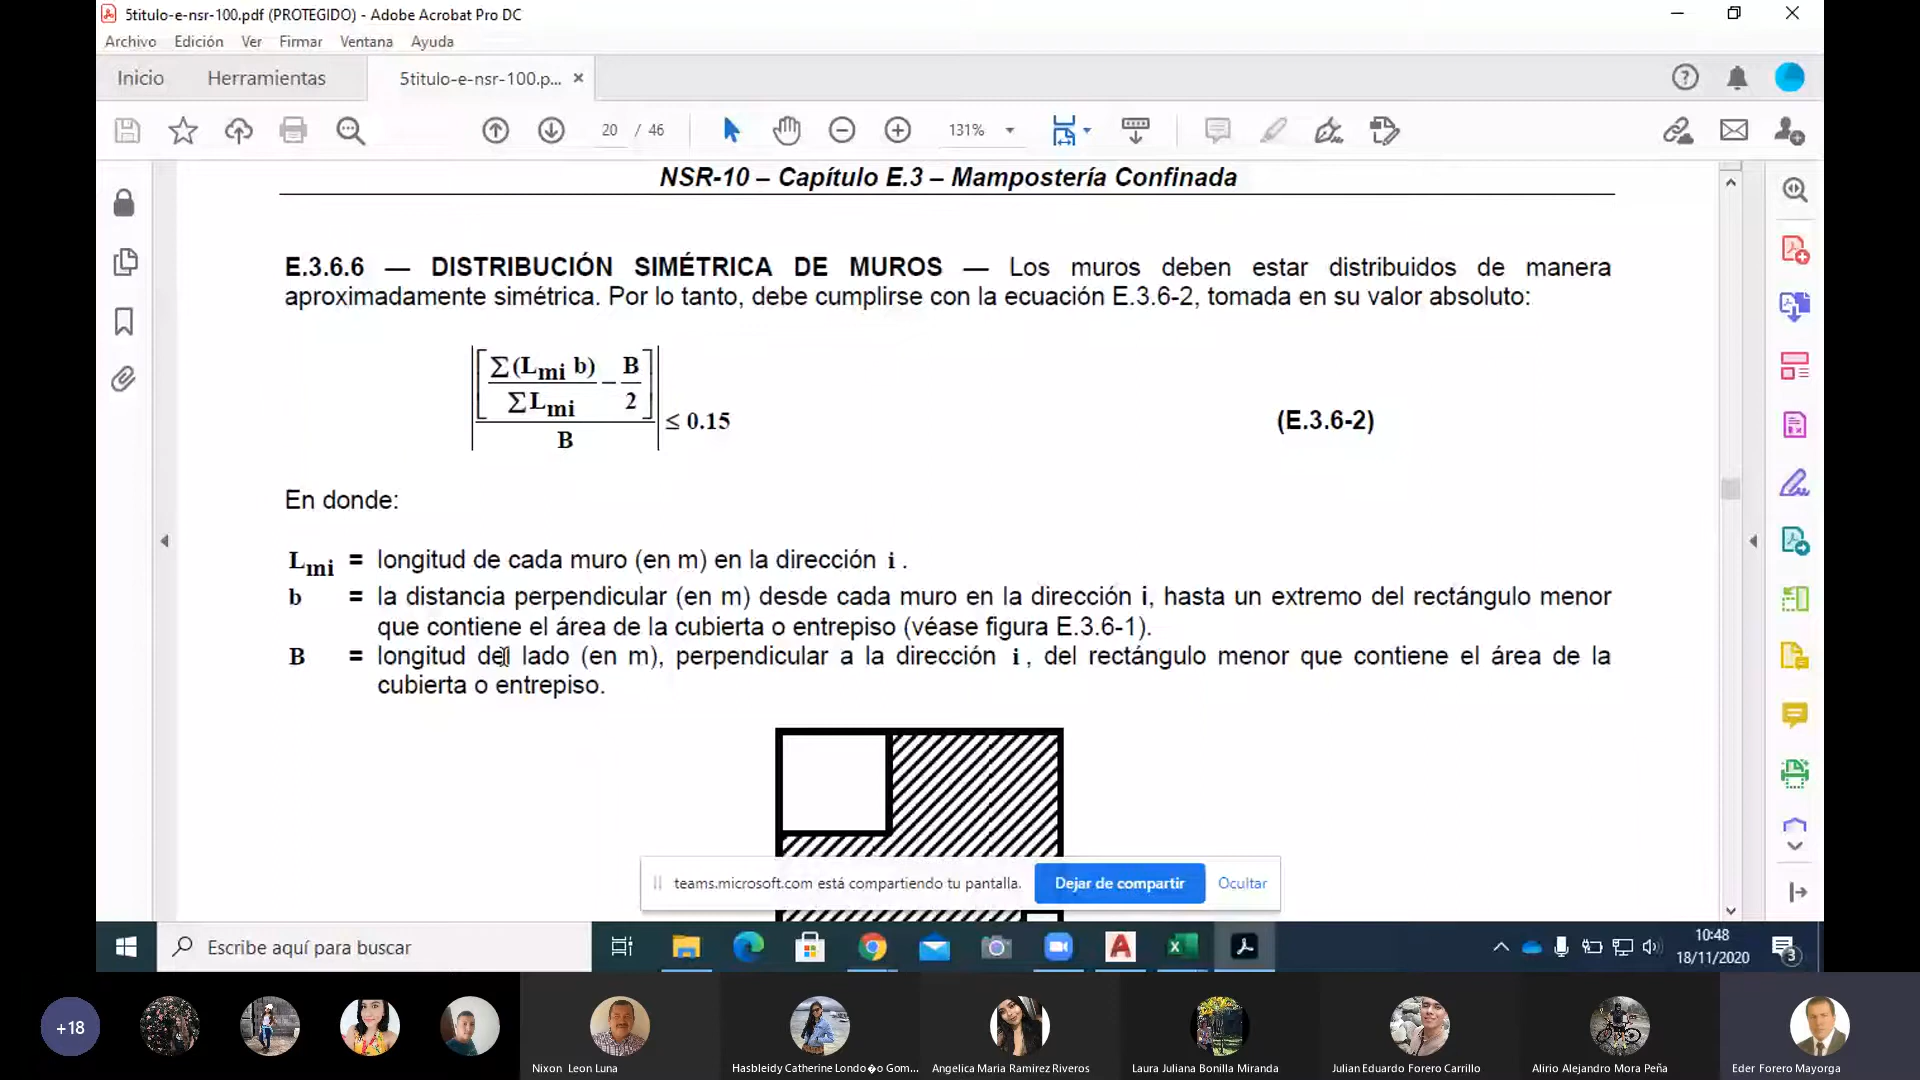 5titulo-e-nsr-100.pdf (PROTEGIDO) - Adobe Acrobat Pro DC
Archivo Edición Ver Firmar Ventana Ayuda
Inicio Herramientas 5titulo-e-nsr-100.p... ×
20 / 46 131%
NSR-10 – Capítulo E.3 – Mampostería Confinada
E.3.6.6 — DISTRIBUCIÓN SIMÉTRICA DE MUROS — Los muros deben estar distribuidos de manera
aproximadamente simétrica. Por lo tanto, debe cumplirse con la ecuación E.3.6-2, tomada en su valor absoluto:
|[Σ(Lmi b) / ΣLmi − B / 2] / B| ≤ 0.15 (E.3.6-2)
En donde:
Lmi = longitud de cada muro (en m) en la dirección i .
b = la distancia perpendicular (en m) desde cada muro en la dirección i, hasta un extremo del rectángulo menor
que contiene el área de la cubierta o entrepiso (véase figura E.3.6-1).
B = longitud del lado (en m), perpendicular a la dirección i , del rectángulo menor que contiene el área de la
cubierta o entrepiso.
teams.microsoft.com está compartiendo tu pantalla. Dejar de compartir Ocultar
Escribe aquí para buscar
10:48
18/11/2020
3
+18
Nixon Leon Luna
Hasbleidy Catherine Londo�o Gom...
Angelica Maria Ramirez Riveros
Laura Juliana Bonilla Miranda
Julian Eduardo Forero Carrillo
Alirio Alejandro Mora Peña
Eder Forero Mayorga